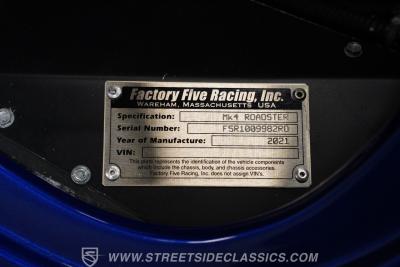 Factory Five Racing, Inc.
WAREHAM, MASSACHUSETTS USA
Specification: Mk4 ROADSTER
Serial Number: F5R1009982RD
Year of Manufacture: 2021
VIN:
This plate represents the identification of the vehicle components
which include the chassis, body, and chassis accessories.
Factory Five Racing, Inc. does not assign VIN's.
WWW.STREETSIDECLASSICS.COM